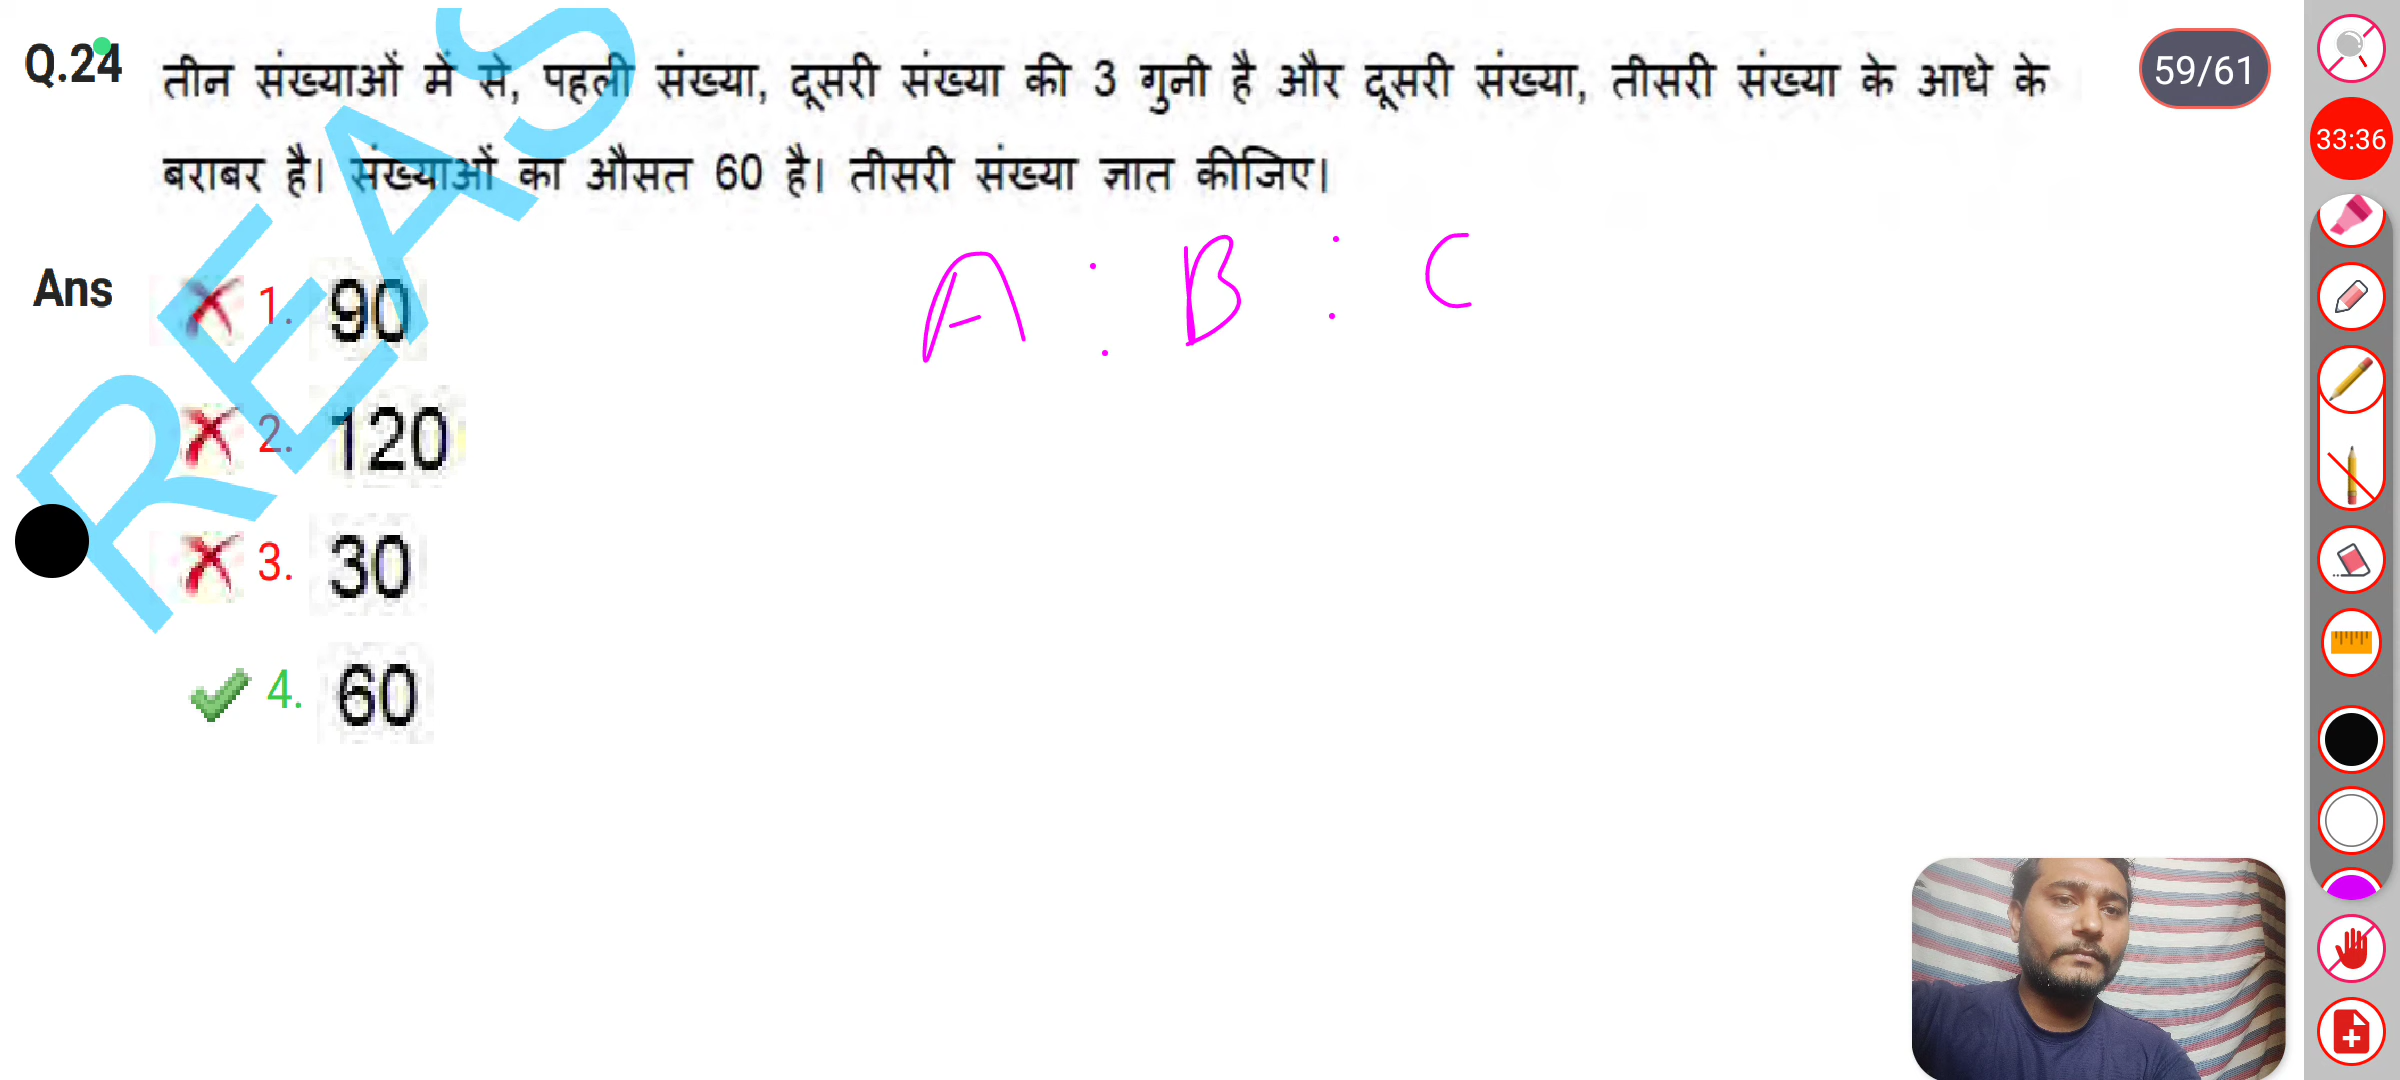 Q.24 तीन संख्याओं में से, पहली संख्या, दूसरी संख्या की 3 गुनी है और दूसरी संख्या, तीसरी संख्या के आधे के
बराबर है। संख्याओं का औसत 60 है। तीसरी संख्या ज्ञात कीजिए।
59/61
33:36
A : B : C
Ans 1. 90
2. 120
3. 30
4. 60
REAS